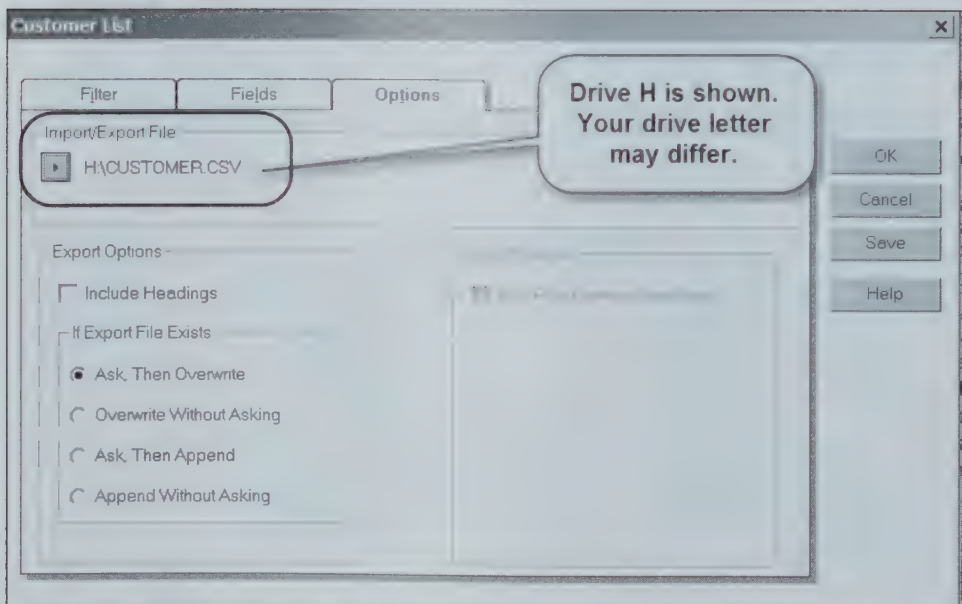 Customer List
Filter
Fields
Options
Drive H is shown.
Your drive letter
may differ.
Import/Export File
H:\CUSTOMER.CSV
OK
Cancel
Save
Help
Export Options
Include Headings
If Export File Exists
Ask, Then Overwrite
Overwrite Without Asking
Ask, Then Append
Append Without Asking